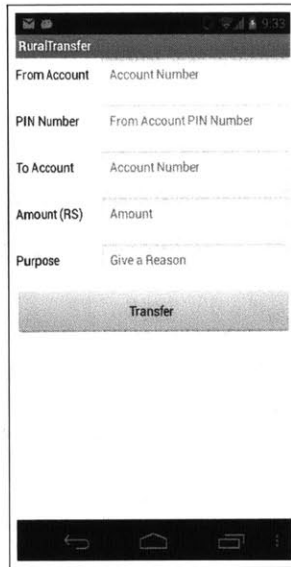 9:33
RuralTransfer
From Account Account Number
PIN Number From Account PIN Number
To Account Account Number
Amount (RS) Amount
Purpose Give a Reason
Transfer